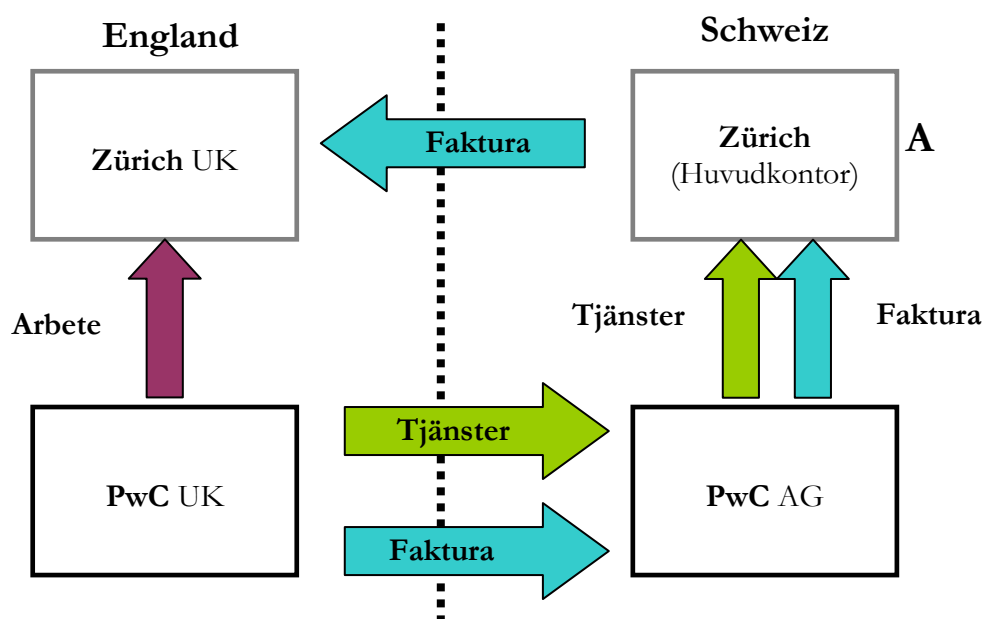 England
Schweiz
Faktura
Zürich UK
Zürich
(Huvudkontor)
A
Arbete
Tjänster
Faktura
Tjänster
PwC UK
PwC AG
Faktura